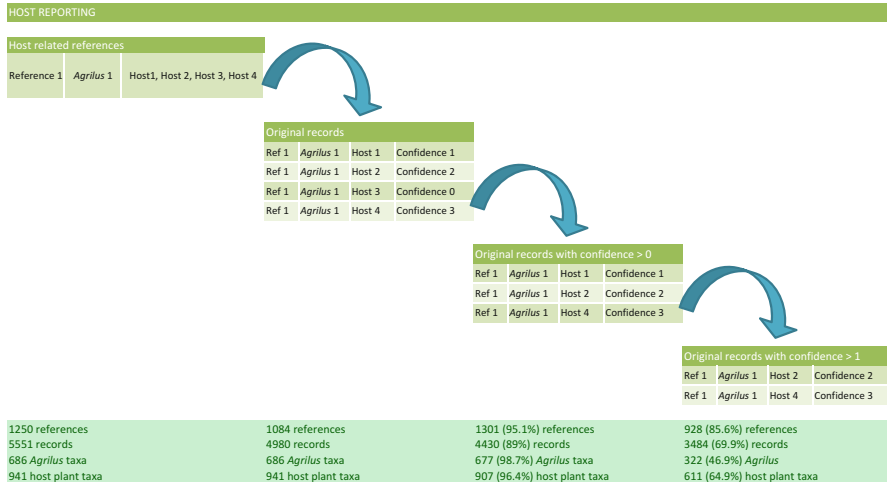 HOST REPORTING
Host related references
Reference 1 Agrilus 1 Host1, Host 2, Host 3, Host 4
Original records
Ref 1 Agrilus 1 Host 1 Confidence 1
Ref 1 Agrilus 1 Host 2 Confidence 2
Ref 1 Agrilus 1 Host 3 Confidence 0
Ref 1 Agrilus 1 Host 4 Confidence 3
Original records with confidence > 0
Ref 1 Agrilus 1 Host 1 Confidence 1
Ref 1 Agrilus 1 Host 2 Confidence 2
Ref 1 Agrilus 1 Host 4 Confidence 3
Original records with confidence > 1
Ref 1 Agrilus 1 Host 2 Confidence 2
Ref 1 Agrilus 1 Host 4 Confidence 3
1250 references 1084 references 1301 (95.1%) references 928 (85.6%) references
5551 records 4980 records 4430 (89%) records 3484 (69.9%) records
686 Agrilus taxa 686 Agrilus taxa 677 (98.7%) Agrilus taxa 322 (46.9%) Agrilus
941 host plant taxa 941 host plant taxa 907 (96.4%) host plant taxa 611 (64.9%) host plant taxa